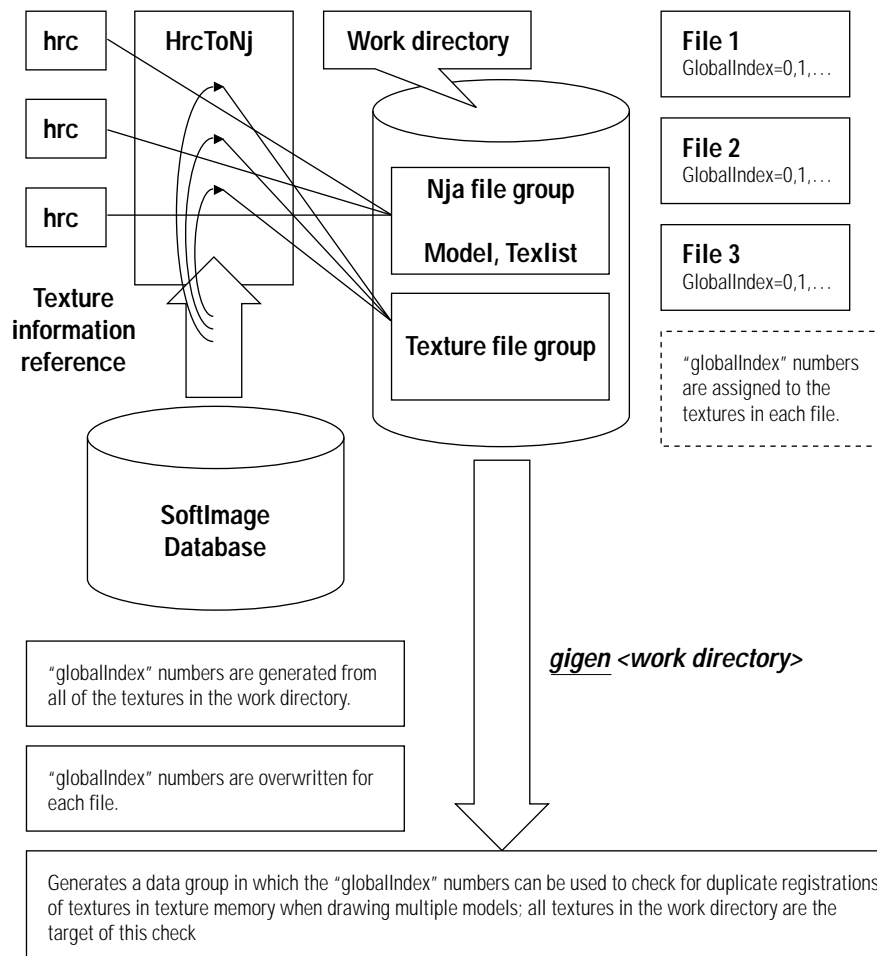 hrc
HrcToNj
Work directory
File 1
GlobalIndex=0,1,…
hrc
File 2
GlobalIndex=0,1,…
hrc
Nja file group
Model, Texlist
File 3
GlobalIndex=0,1,…
Texture
information
reference
Texture file group
"globalIndex" numbers
are assigned to the
textures in each file.
SoftImage
Database
gigen <work directory>
"globalIndex" numbers are generated from
all of the textures in the work directory.
"globalIndex" numbers are overwritten for
each file.
Generates a data group in which the "globalIndex" numbers can be used to check for duplicate registrations
of textures in texture memory when drawing multiple models; all textures in the work directory are the
target of this check